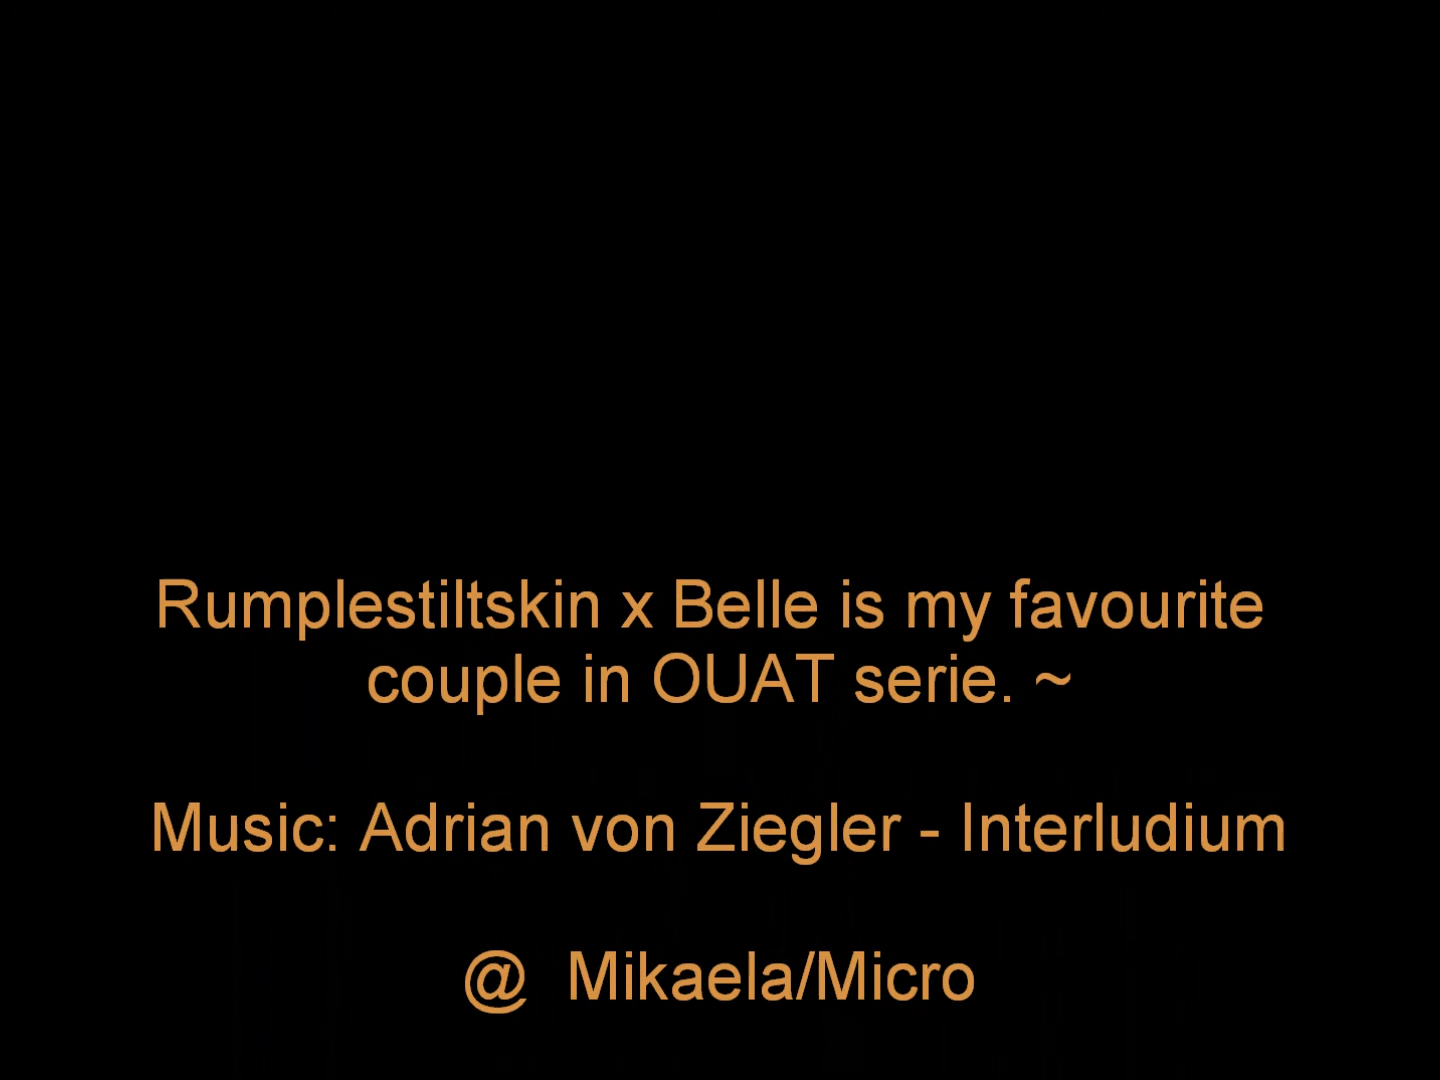 Rumplestiltskin x Belle is my favourite
couple in OUAT serie. ~
Music: Adrian von Ziegler - Interludium
@ Mikaela/Micro